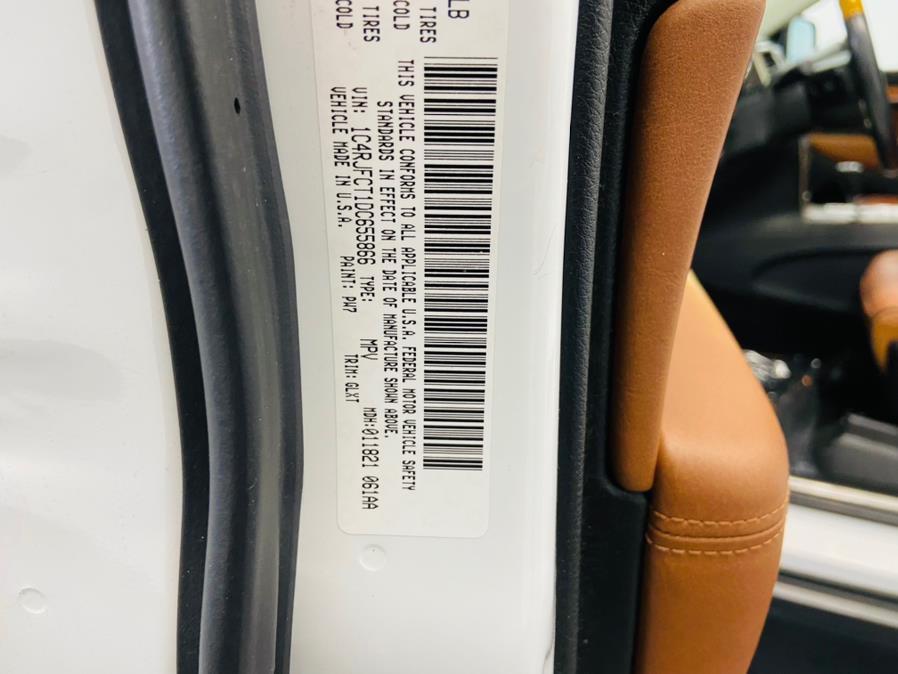 LB
TIRES TIRES
COLD COLD
THIS VEHICLE CONFORMS TO ALL APPLICABLE U.S.A. FEDERAL MOTOR VEHICLE SAFETY
STANDARDS IN EFFECT ON THE DATE OF MANUFACTURE SHOWN ABOVE.
VIN: 1C4RJFCT1DC655866 TYPE: MPV MDH:011821 061AA
VEHICLE MADE IN U.S.A. PAINT: PW7 TRIM: GLXT